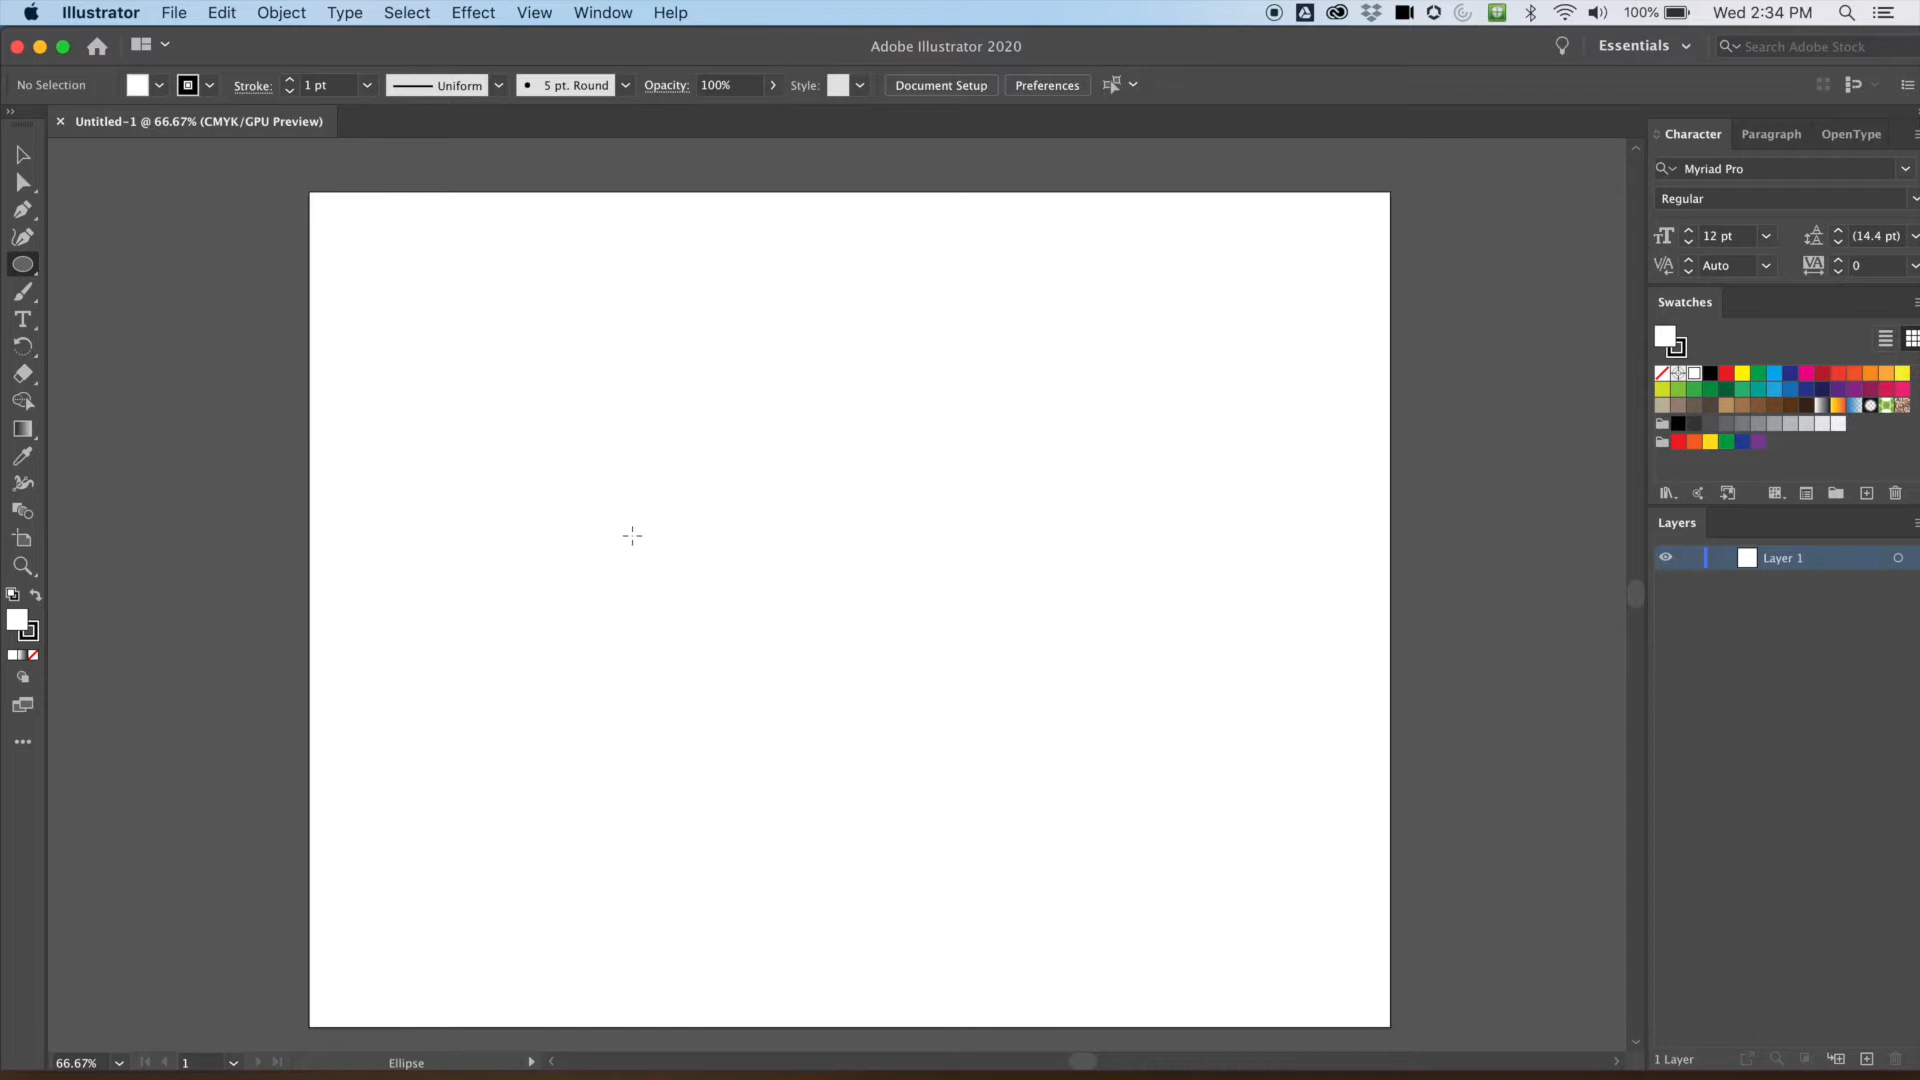 Illustrator File Edit Object Type Select Effect View Window Help 100% Wed 2:34 PM
Adobe Illustrator 2020 Essentials Search Adobe Stock
No Selection Stroke: 1 pt Uniform 5 pt. Round Opacity: 100% Style: Document Setup Preferences
Untitled-1 @ 66.67% (CMYK/GPU Preview)
Character Paragraph OpenType
Myriad Pro
Regular
12 pt (14.4 pt)
Auto 0
Swatches
Layers
Layer 1
66.67% 1 Ellipse 1 Layer